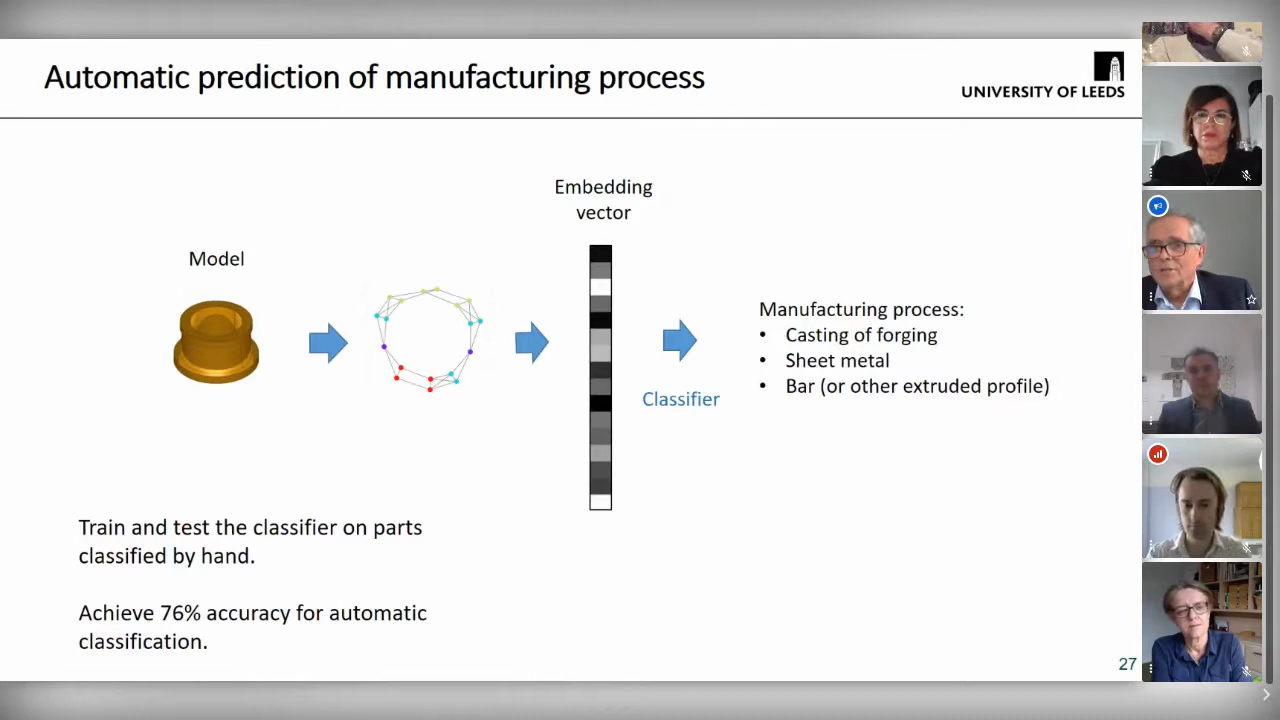 Automatic prediction of manufacturing process
UNIVERSITY OF LEEDS
Embedding
vector
Model
Manufacturing process:
• Casting of forging
• Sheet metal
• Bar (or other extruded profile)
Classifier
Train and test the classifier on parts
classified by hand.
Achieve 76% accuracy for automatic
classification.
27